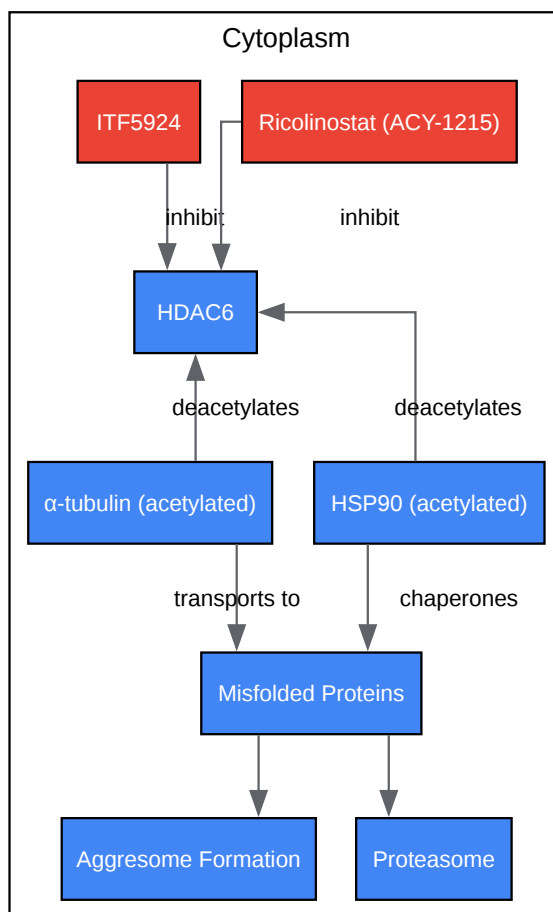 Cytoplasm
ITF5924
Ricolinostat (ACY-1215)
inhibit
inhibit
HDAC6
deacetylates
deacetylates
α-tubulin (acetylated)
HSP90 (acetylated)
transports to
chaperones
Misfolded Proteins
Aggresome Formation
Proteasome